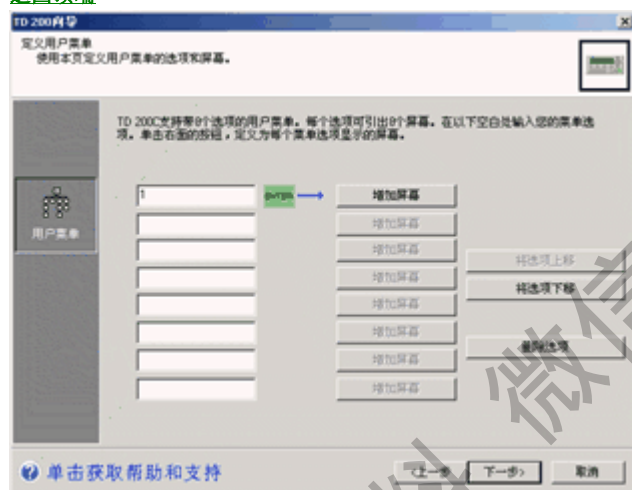 TD 200向导
定义用户菜单
使用本页定义用户菜单的选项和屏幕。
TD 200C支持带8个选项的用户菜单。每个选项可引出8个屏幕。在以下空白处输入您的菜单选
项。单击右面的按钮，定义为每个菜单选项显示的屏幕。
用户菜单
1
增加屏幕
增加屏幕
增加屏幕
增加屏幕
增加屏幕
增加屏幕
增加屏幕
增加屏幕
将选项上移
将选项下移
删除选项
单击获取帮助和支持
<上一步
下一步>
取消